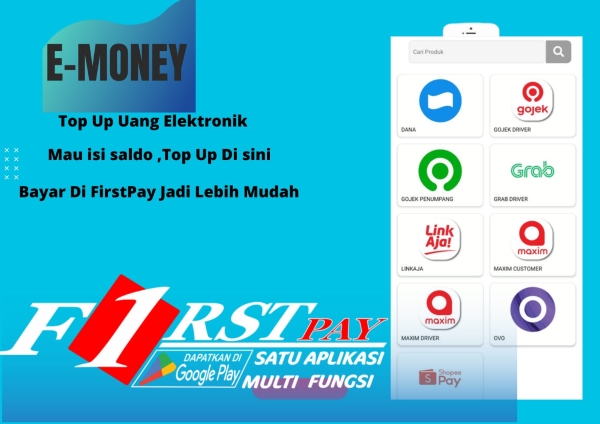 E-MONEY
Top Up Uang Elektronik
Mau isi saldo ,Top Up Di sini
Bayar Di FirstPay Jadi Lebih Mudah
F1RST PAY
DAPATKAN DI
Google Play
SATU APLIKASI
MULTI FUNGSI
Cari Produk
DANA
gojek
GOJEK DRIVER
GOJEK PENUMPANG
Grab
GRAB DRIVER
Link
Aja!
LINKAJA
maxim
MAXIM CUSTOMER
maxim
MAXIM DRIVER
OVO
Shopee
Pay